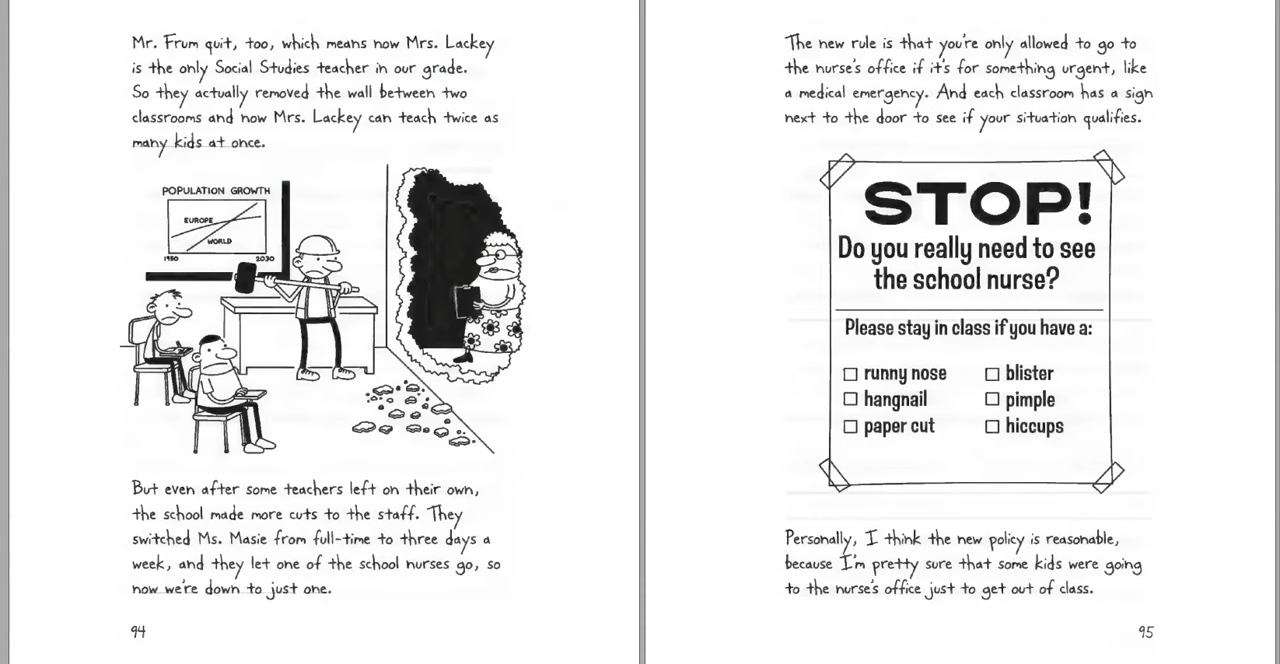 Mr. Frum quit, too, which means now Mrs. Lackey
is the only Social Studies teacher in our grade.
So they actually removed the wall between two
classrooms and now Mrs. Lackey can teach twice as
many kids at once.
POPULATION GROWTH
EUROPE
WORLD
1950 2030
But even after some teachers left on their own,
the school made more cuts to the staff. They
switched Ms. Masie from full-time to three days a
week, and they let one of the school nurses go, so
now we're down to just one.
94
The new rule is that you're only allowed to go to
the nurse's office if it's for something urgent, like
a medical emergency. And each classroom has a sign
next to the door to see if your situation qualifies.
STOP!
Do you really need to see
the school nurse?
Please stay in class if you have a:
runny nose
hangnail
paper cut
blister
pimple
hiccups
Personally, I think the new policy is reasonable,
because I'm pretty sure that some kids were going
to the nurse's office just to get out of class.
95